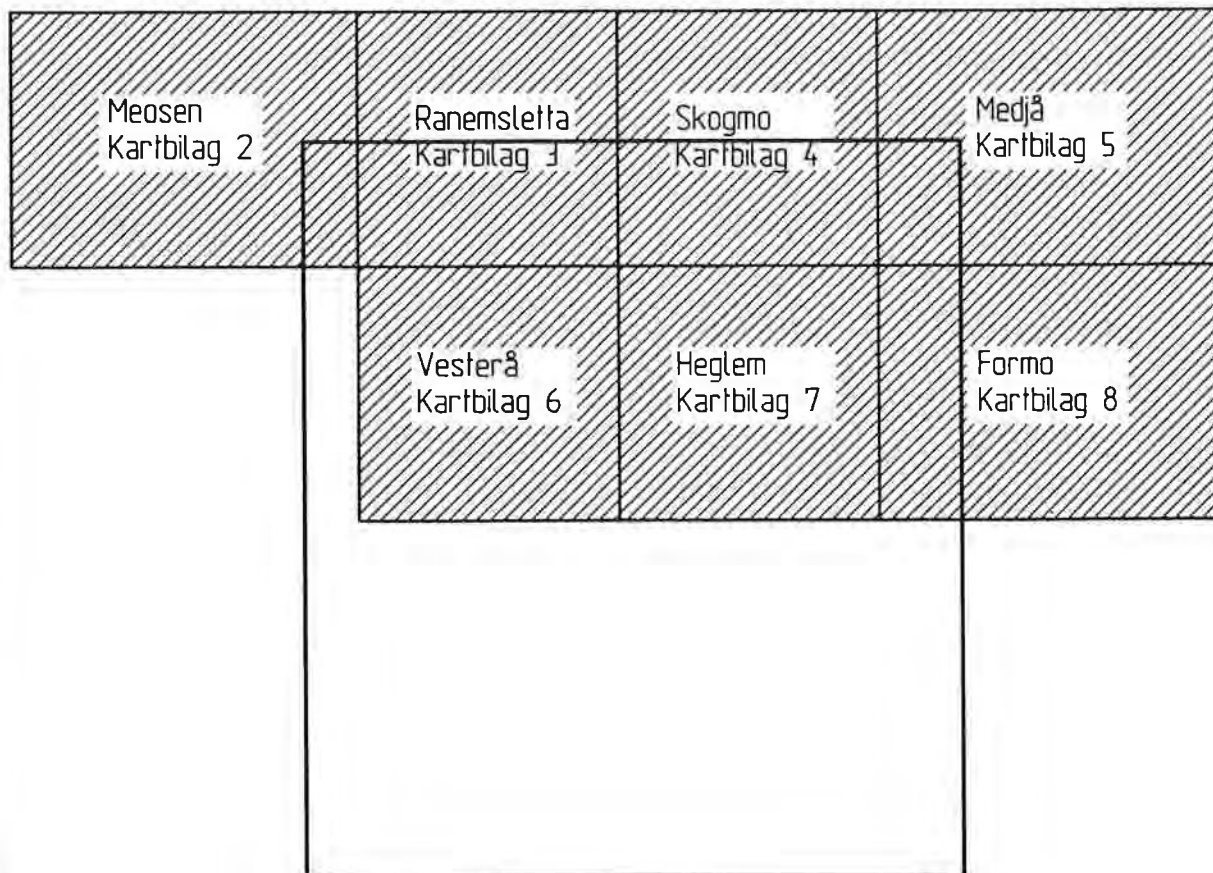 Meosen
Kartbilag 2
Ranemsletta
Kartbilag 3
Skogmo
Kartbilag 4
Medjå
Kartbilag 5
Vesterå
Kartbilag 6
Heglem
Kartbilag 7
Formo
Kartbilag 8